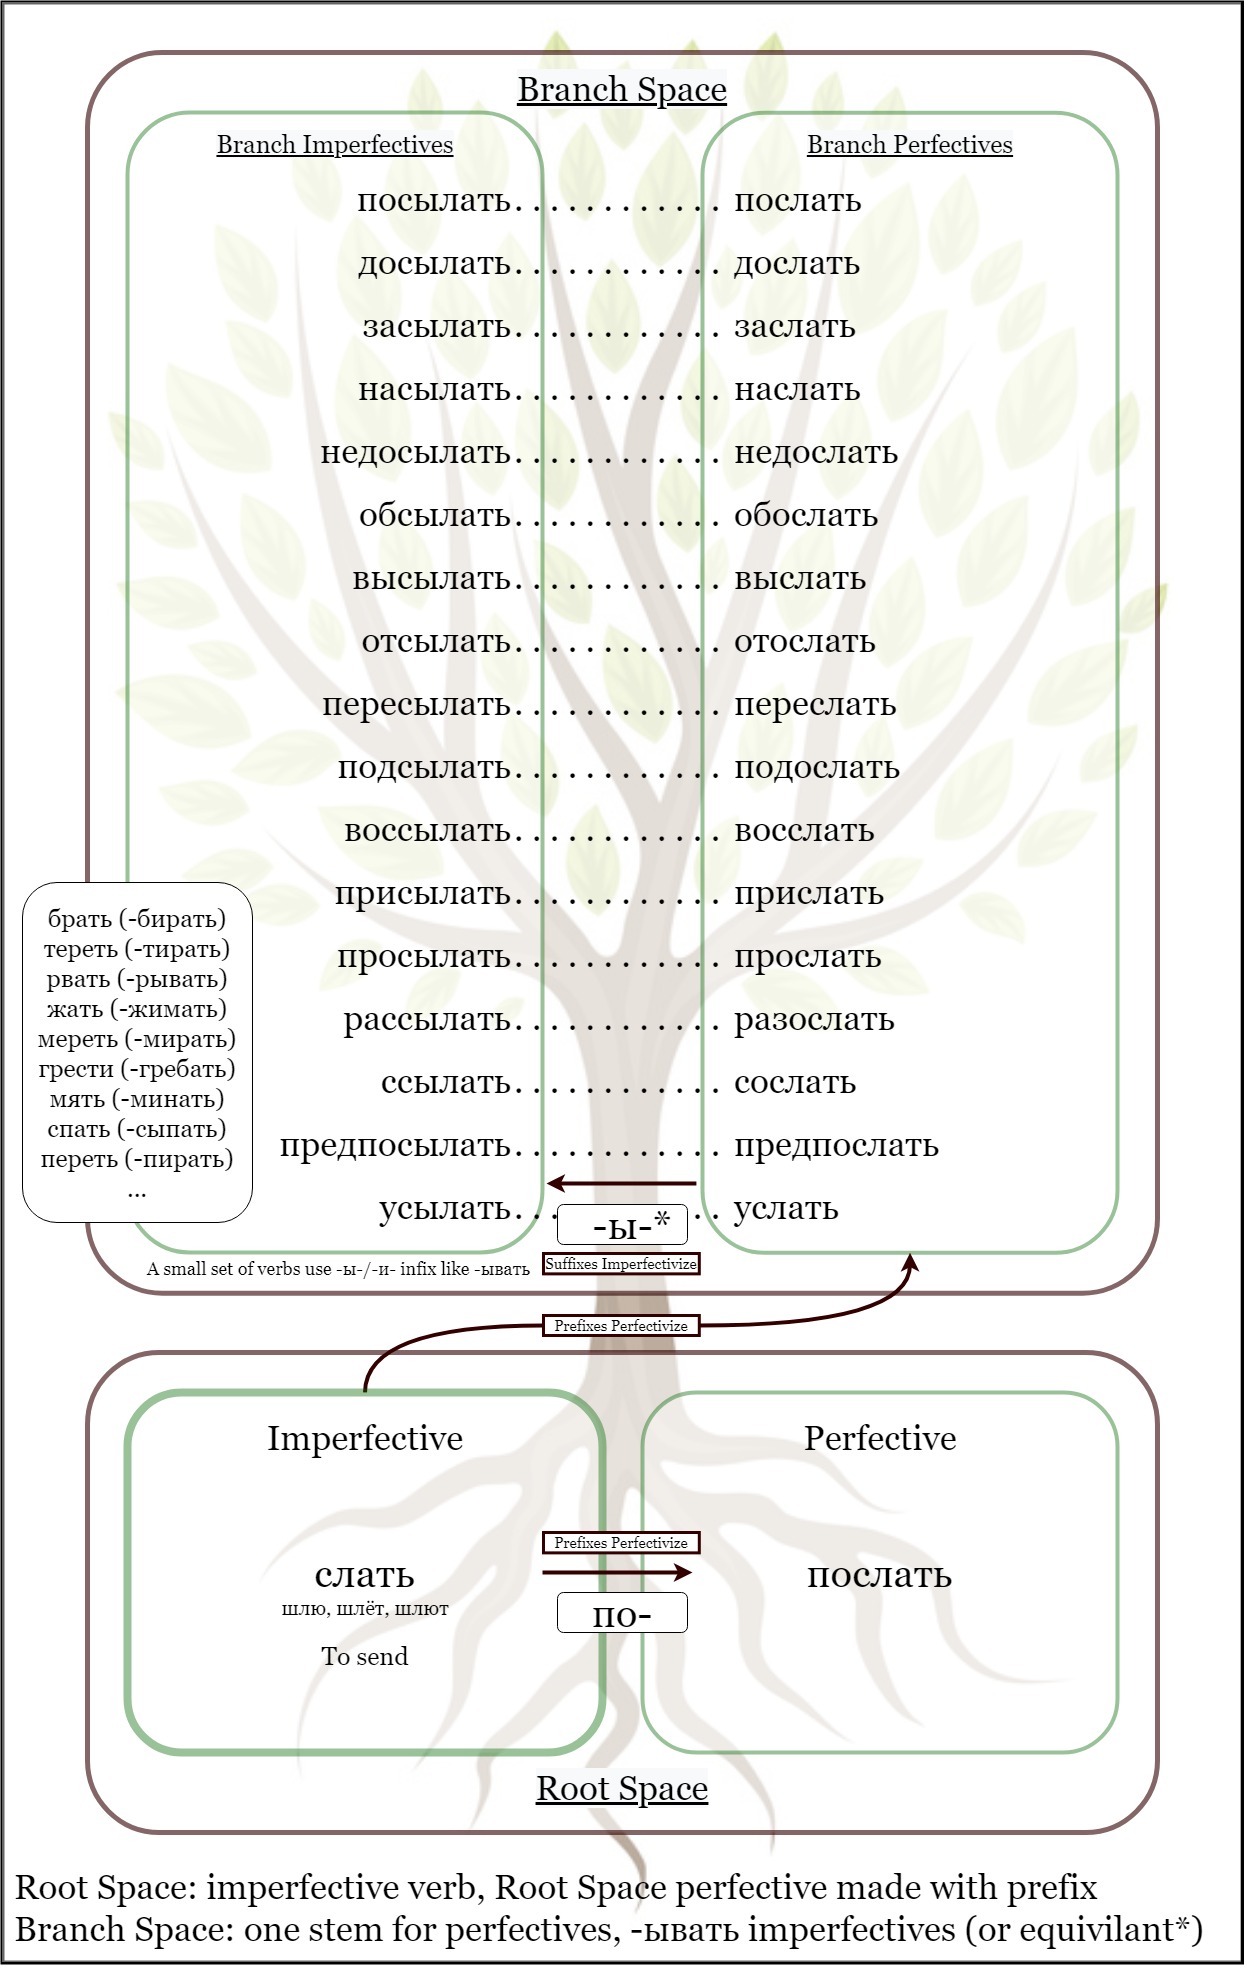 Branch Space
Branch Imperfectives Branch Perfectives
посылать. . . . . . . . . . . послать
досылать. . . . . . . . . . . дослать
засылать. . . . . . . . . . . заслать
насылать. . . . . . . . . . . наслать
недосылать. . . . . . . . . . . недослать
обсылать. . . . . . . . . . . обослать
высылать. . . . . . . . . . . выслать
отсылать. . . . . . . . . . . отослать
пересылать. . . . . . . . . . . переслать
подсылать. . . . . . . . . . . подослать
воссылать. . . . . . . . . . . восслать
присылать. . . . . . . . . . . прислать
просылать. . . . . . . . . . . прослать
рассылать. . . . . . . . . . . разослать
ссылать. . . . . . . . . . . сослать
предпосылать. . . . . . . . . . . предпослать
усылать. . . -ы-* . . услать
брать (-бирать)
тереть (-тирать)
рвать (-рывать)
жать (-жимать)
мереть (-мирать)
грести (-гребать)
мять (-минать)
спать (-сыпать)
переть (-пирать)
...
A small set of verbs use -ы-/-и- infix like -ывать
Suffixes Imperfectivize
Prefixes Perfectivize
Imperfective Perfective
Prefixes Perfectivize
слать послать
шлю, шлёт, шлют
по-
To send
Root Space
Root Space: imperfective verb, Root Space perfective made with prefix
Branch Space: one stem for perfectives, -ывать imperfectives (or equivilant*)